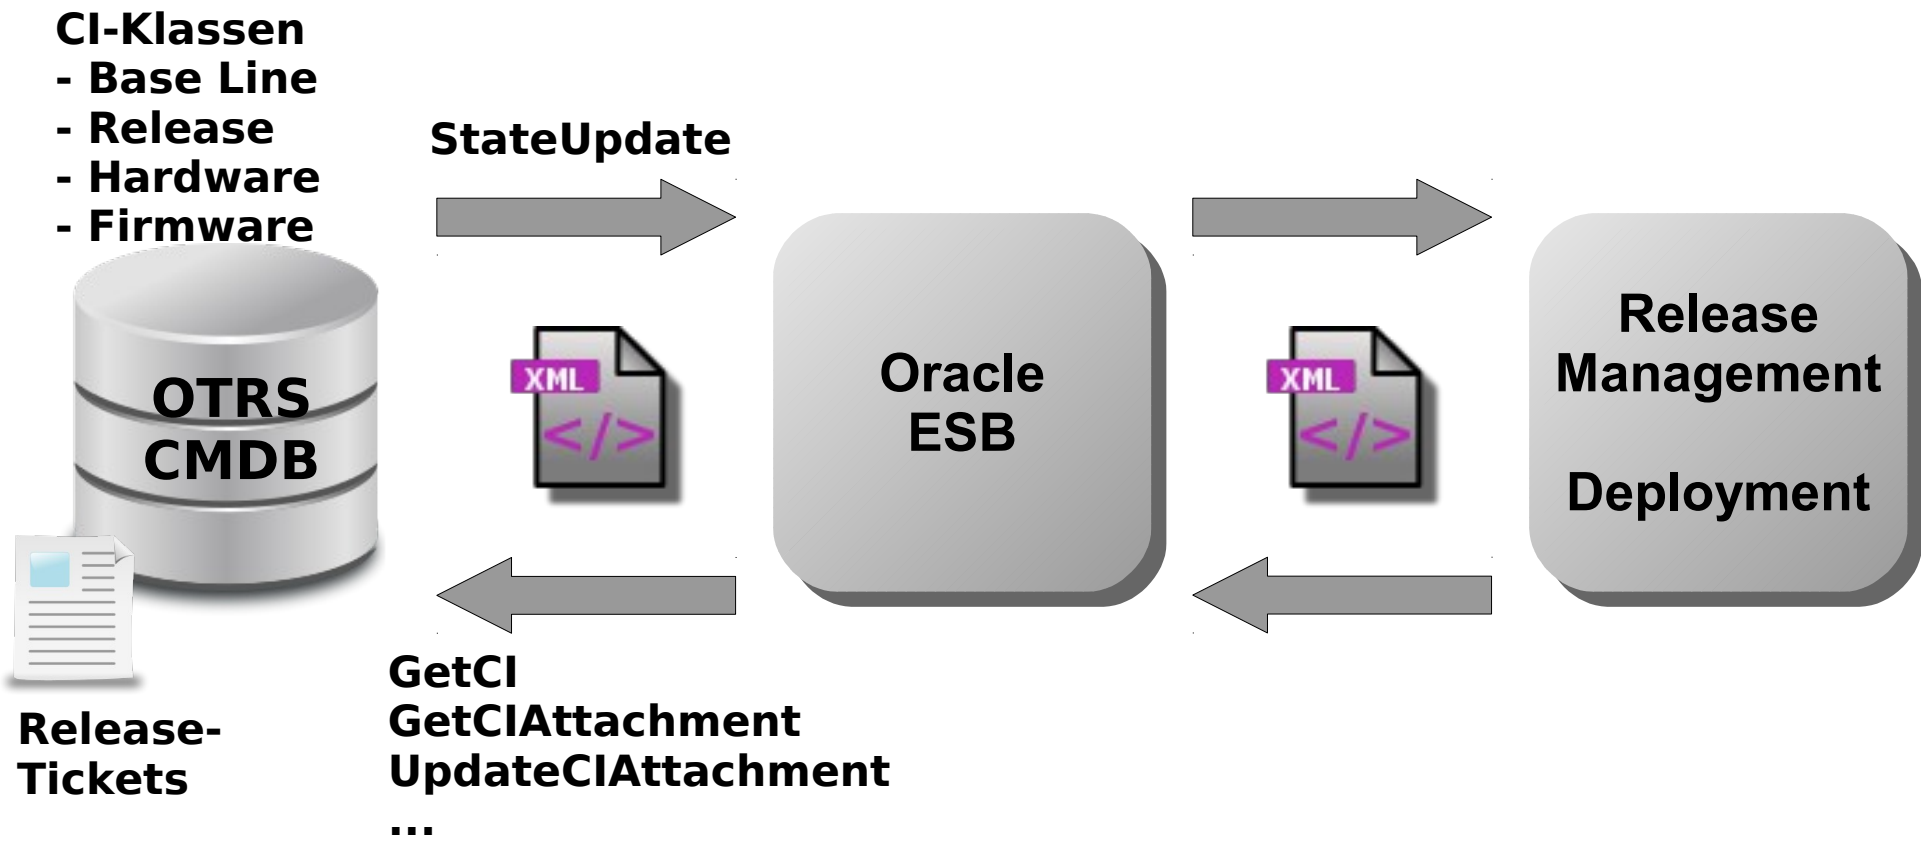 CI-Klassen
- Base Line
- Release
- Hardware
- Firmware
StateUpdate
OTRS
CMDB
XML
</>
Oracle
ESB
XML
</>
Release
Management
Deployment
Release-
Tickets
GetCI
GetCIAttachment
UpdateCIAttachment
...